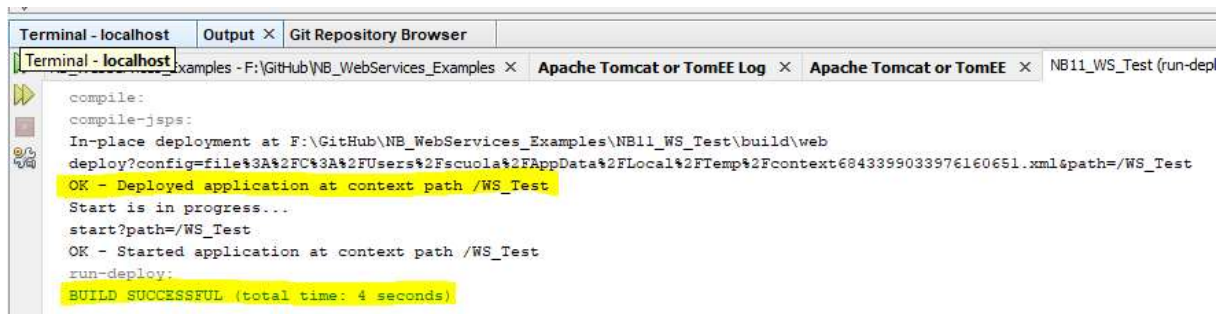 Terminal - localhost Output × Git Repository Browser
Terminal - localhost
Examples - F:\GitHub\NB_WebServices_Examples × Apache Tomcat or TomEE Log × Apache Tomcat or TomEE × NB11_WS_Test (run-depl
compile:
compile-jsps:
In-place deployment at F:\GitHub\NB_WebServices_Examples\NB11_WS_Test\build\web
deploy?config=file%3A%2FC%3A%2FUsers%2Fscuola%2FAppData%2FLocal%2FTemp%2Fcontext6843399033976160651.xml&path=/WS_Test
OK - Deployed application at context path /WS_Test
Start is in progress...
start?path=/WS_Test
OK - Started application at context path /WS_Test
run-deploy:
BUILD SUCCESSFUL (total time: 4 seconds)